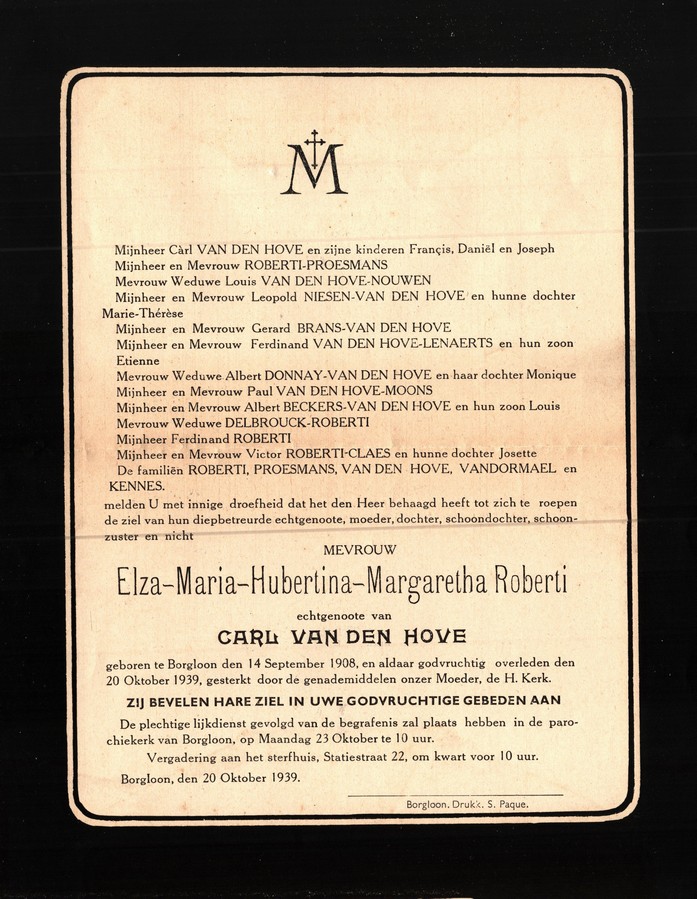 M
Mijnheer Càrl VAN DEN HOVE en zijne kinderen Françis, Daniël en Joseph
Mijnheer en Mevrouw ROBERTI-PROESMANS
Mevrouw Weduwe Louis VAN DEN HOVE-NOUWEN
Mijnheer en Mevrouw Leopold NIESEN-VAN DEN HOVE en hunne dochter
Marie-Thérèse
Mijnheer en Mevrouw Gerard BRANS-VAN DEN HOVE
Mijnheer en Mevrouw Ferdinand VAN DEN HOVE-LENAERTS en hun zoon
Etienne
Mevrouw Weduwe Albert DONNAY-VAN DEN HOVE en haar dochter Monique
Mijnheer en Mevrouw Paul VAN DEN HOVE-MOONS
Mijnheer en Mevrouw Albert BECKERS-VAN DEN HOVE en hun zoon Louis
Mevrouw Weduwe DELBROUCK-ROBERTI
Mijnheer Ferdinand ROBERTI
Mijnheer en Mevrouw Victor ROBERTI-CLAES en hunne dochter Josette
De familiën ROBERTI, PROESMANS, VAN DEN HOVE, VANDORMAEL en
KENNES.
melden U met innige droefheid dat het den Heer behaagd heeft tot zich te roepen
de ziel van hun diepbetreurde echtgenoote, moeder, dochter, schoondochter, schoon-
zuster en nicht
MEVROUW
Elza-Maria-Hubertina-Margaretha Roberti
echtgenoote van
CARL VAN DEN HOVE
geboren te Borgloon den 14 September 1908, en aldaar godvruchtig overleden den
20 Oktober 1939, gesterkt door de genademiddelen onzer Moeder, de H. Kerk.
ZIJ BEVELEN HARE ZIEL IN UWE GODVRUCHTIGE GEBEDEN AAN
De plechtige lijkdienst gevolgd van de begrafenis zal plaats hebben in de paro-
chiekerk van Borgloon, op Maandag 23 Oktober te 10 uur.
Vergadering aan het sterfhuis, Statiestraat 22, om kwart voor 10 uur.
Borgloon, den 20 Oktober 1939.
Borgloon. Drukk. S. Paque.